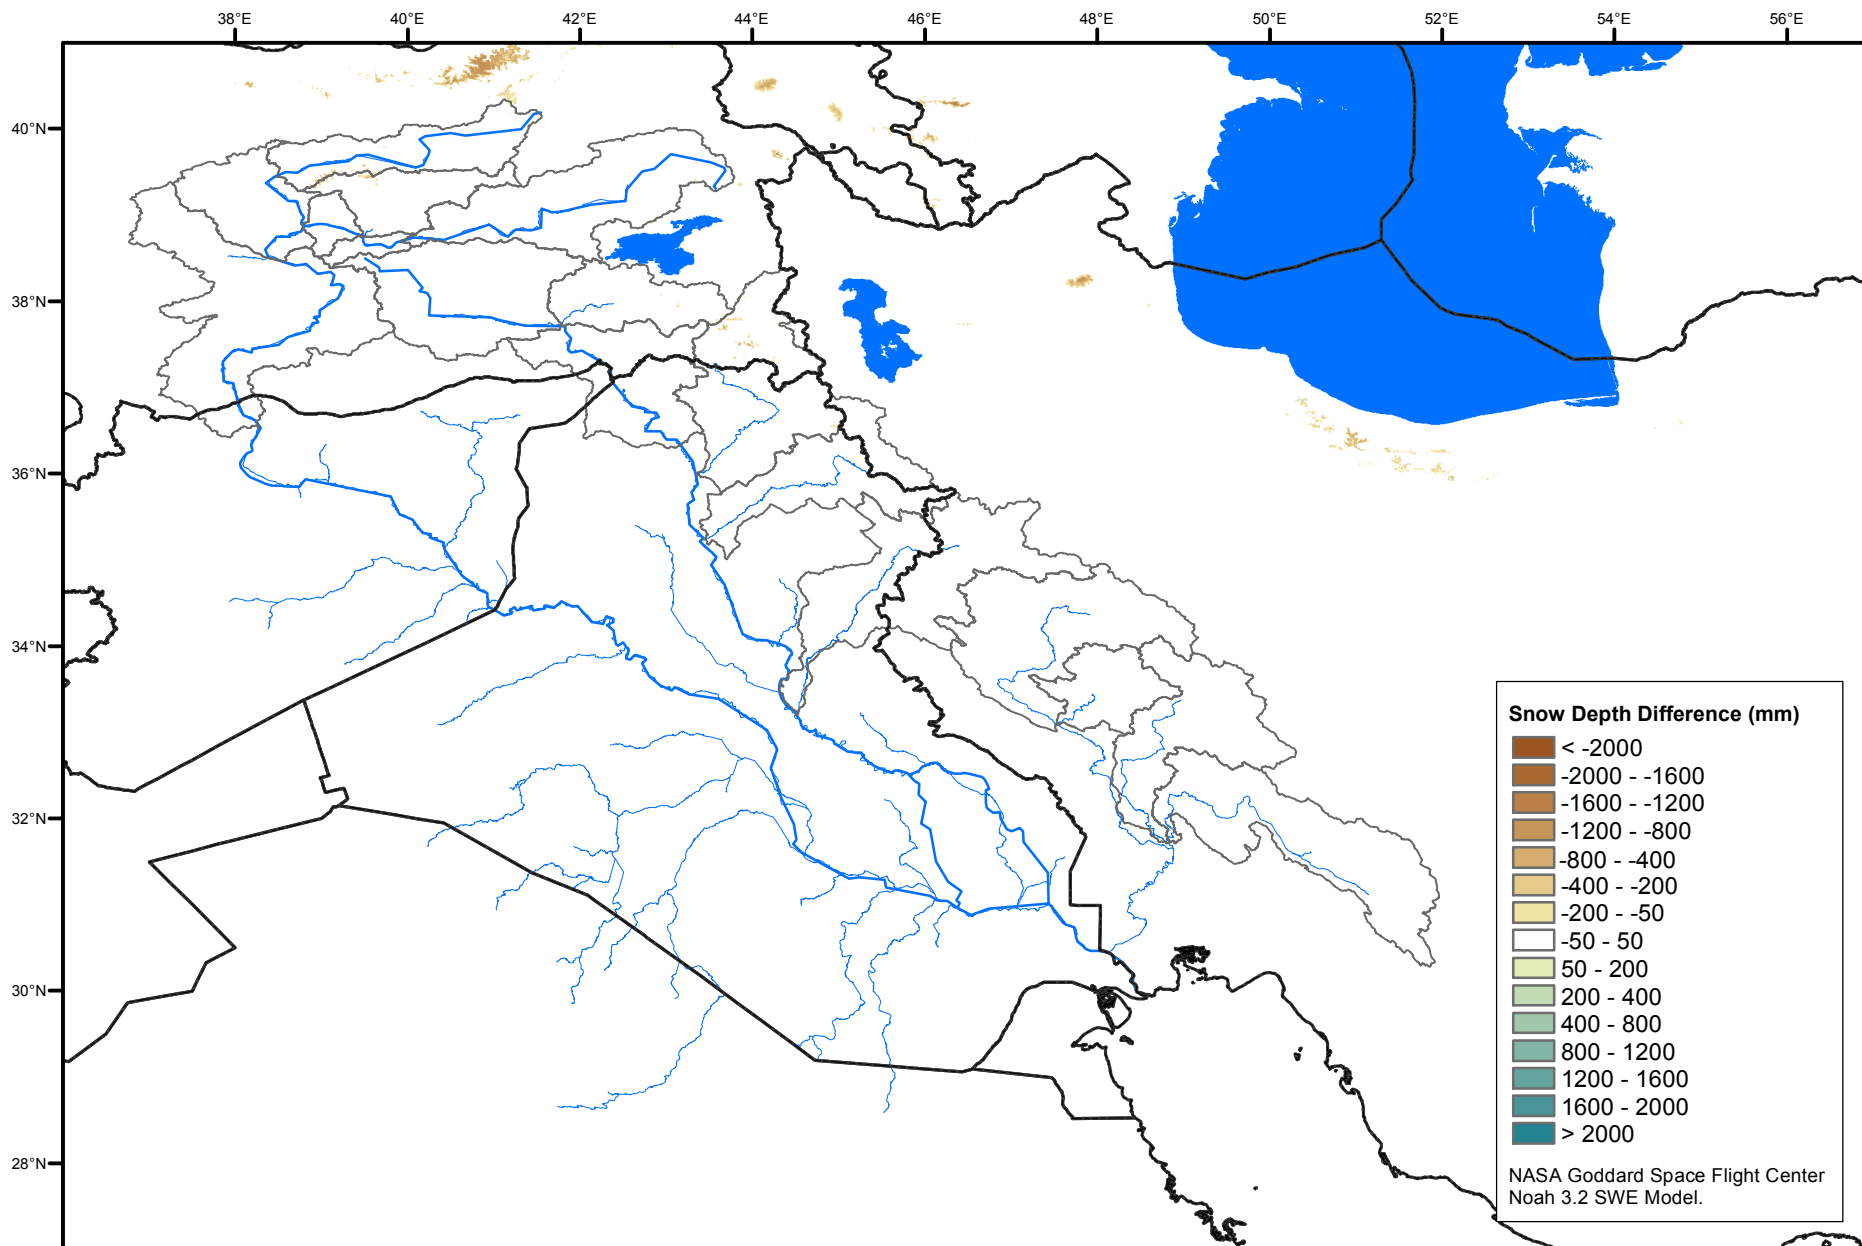 38°E 40°E 42°E 44°E 46°E 48°E 50°E 52°E 54°E 56°E
40°N
38°N
36°N
34°N
32°N
30°N
28°N
Snow Depth Difference (mm)
< -2000
-2000 - -1600
-1600 - -1200
-1200 - -800
-800 - -400
-400 - -200
-200 - -50
-50 - 50
50 - 200
200 - 400
400 - 800
800 - 1200
1200 - 1600
1600 - 2000
> 2000
NASA Goddard Space Flight Center
Noah 3.2 SWE Model.